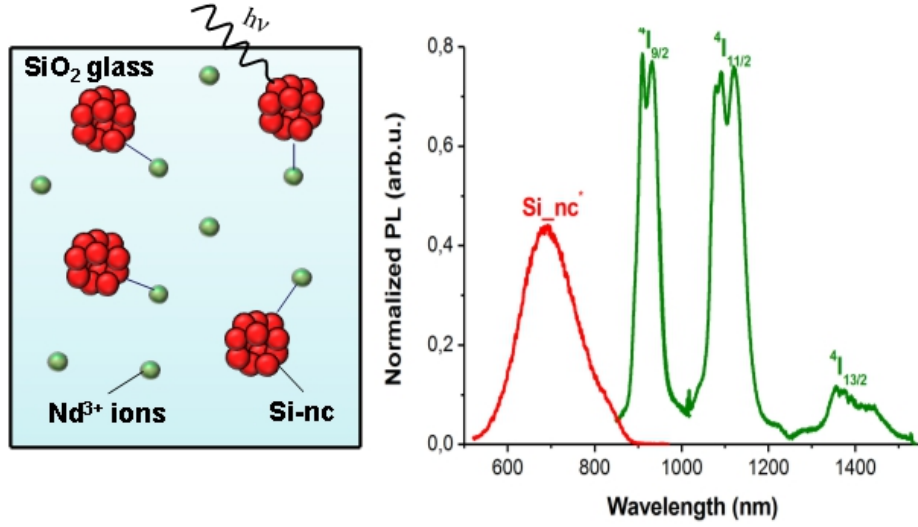 hν
SiO₂ glass
Nd³⁺ ions
Si-nc
Normalized PL (arb.u.)
0,8
0,6
0,4
0,2
0,0
⁴I₉/₂
⁴I₁₁/₂
Si_nc*
⁴I₁₃/₂
600 800 1000 1200 1400
Wavelength (nm)